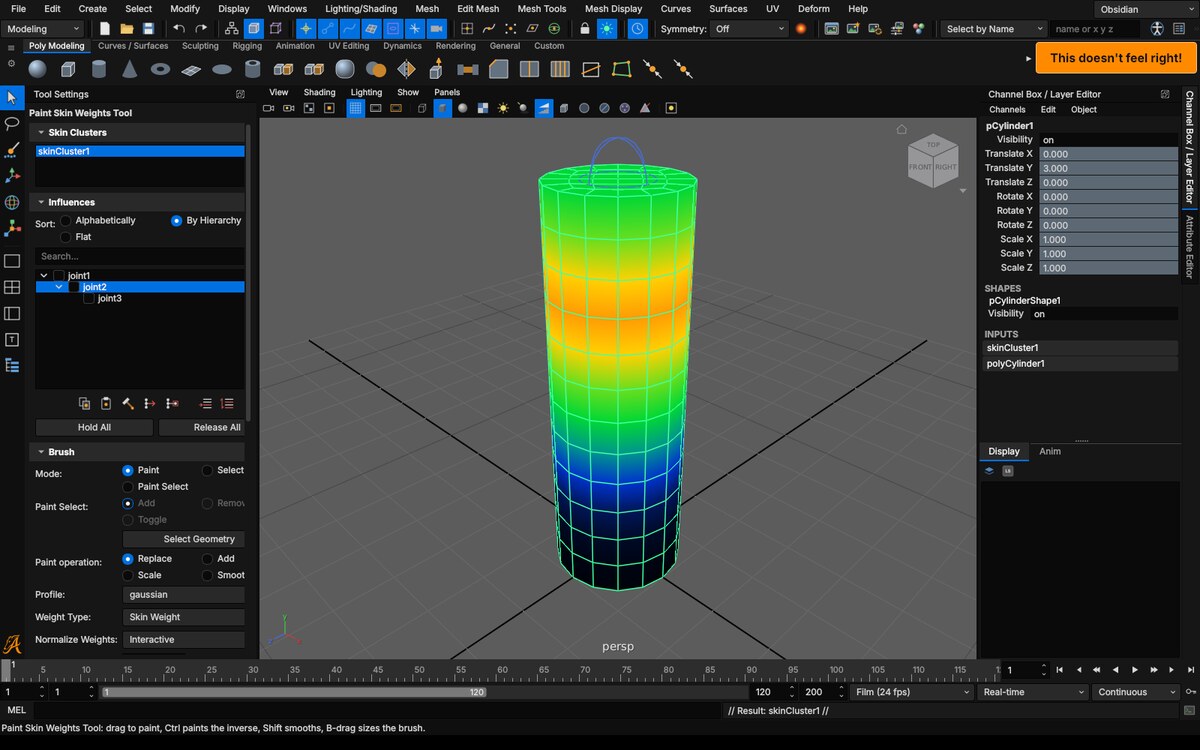 File Edit Create Select Modify Display Windows Lighting/Shading Mesh Edit Mesh Mesh Tools Mesh Display Curves Surfaces UV Deform Help Obsidian
Modeling Symmetry: Off Select by Name name or x y z
Poly Modeling Curves / Surfaces Sculpting Rigging Animation UV Editing Dynamics Rendering General Custom
This doesn't feel right!
Tool Settings
Paint Skin Weights Tool
Skin Clusters
skinCluster1
Influences
Sort: Alphabetically By Hierarchy
Flat
Search...
joint1
joint2
joint3
Hold All Release All
Brush
Mode: Paint Select
Paint Select
Paint Select: Add Remov
Toggle
Select Geometry
Paint operation: Replace Add
Scale Smoot
Profile: gaussian
Weight Type: Skin Weight
Normalize Weights: Interactive
View Shading Lighting Show Panels
TOP
FRONT RIGHT
y
persp
Channel Box / Layer Editor
Channels Edit Object
pCylinder1
Visibility on
Translate X 0.000
Translate Y 3.000
Translate Z 0.000
Rotate X 0.000
Rotate Y 0.000
Rotate Z 0.000
Scale X 1.000
Scale Y 1.000
Scale Z 1.000
SHAPES
pCylinderShape1
Visibility on
INPUTS
skinCluster1
polyCylinder1
Display Anim
Channel Box / Layer Editor
Attribute Editor
1 5 10 15 20 25 30 35 40 45 50 55 60 65 70 75 80 85 90 95 100 105 110 115 1
1 1 1 120 120 200 Film (24 fps) Real-time Continuous
MEL // Result: skinCluster1 //
Paint Skin Weights Tool: drag to paint, Ctrl paints the inverse, Shift smooths, B-drag sizes the brush.